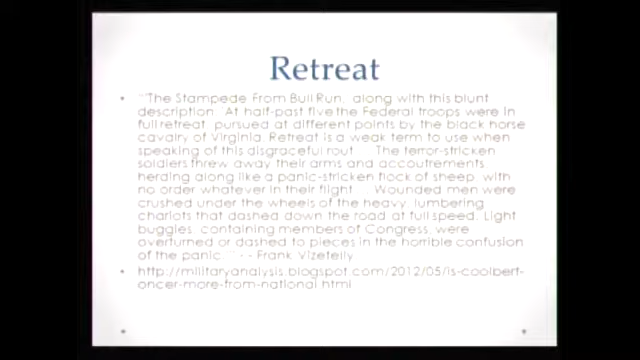 Retreat
• "The Stampede From Bull Run, along with this blunt
description. At half-past five the Federal troops were in
full retreat, pursued at different points by the black horse
cavalry of Virginia. Retreat is a weak term to use when
speaking of this disgraceful rout ... The terror-stricken
soldiers threw away their arms and accoutrements,
herding along like a panic-stricken flock of sheep, with
no order whatever in their flight ... Wounded men were
crushed under the wheels of the heavy, lumbering
chariots that dashed down the road at full speed. Light
buggies, containing members of Congress, were
overturned or dashed to pieces in the horrible confusion
of the panic. " - - Frank Vizetelly
• http://militaryanalysis.blogspot.com/2012/05/is-coolbert-
oncer-more-from-national.html